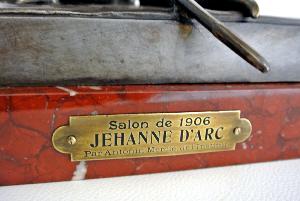 Salon de 1906
JEHANNE D'ARC
Par Antonin